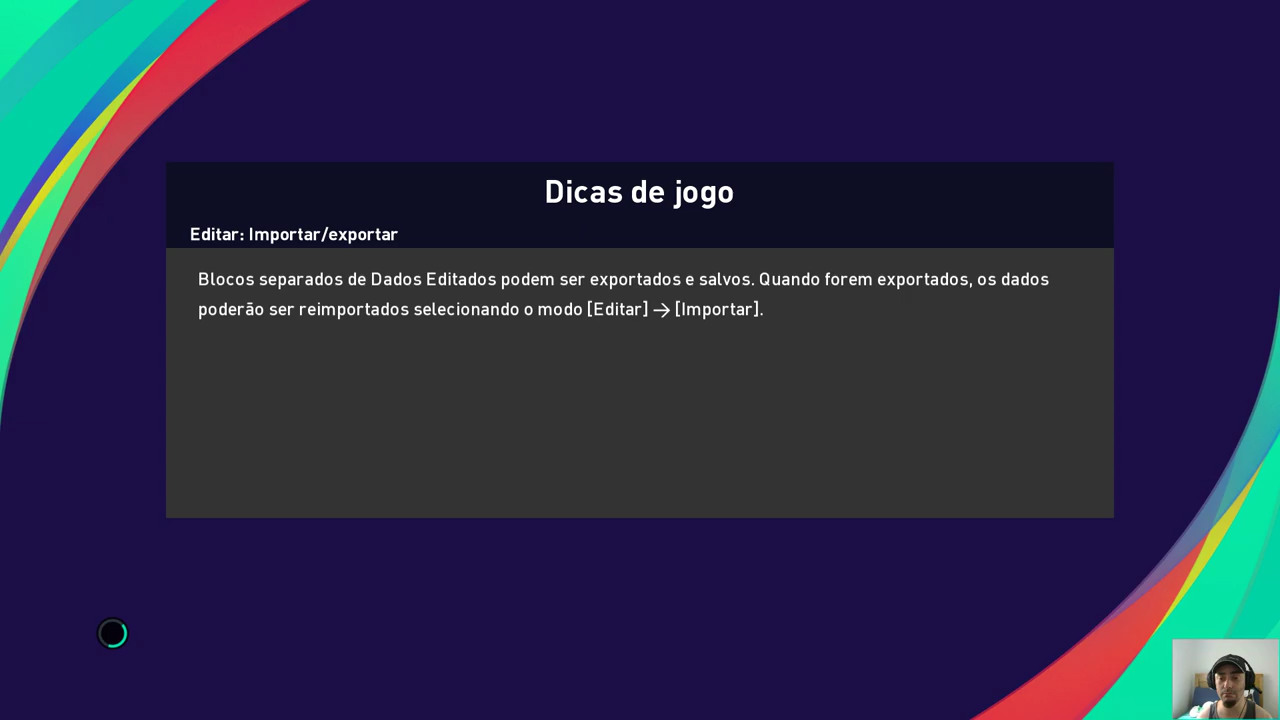 Dicas de jogo
Editar: Importar/exportar
Blocos separados de Dados Editados podem ser exportados e salvos. Quando forem exportados, os dados
poderão ser reimportados selecionando o modo [Editar] → [Importar].